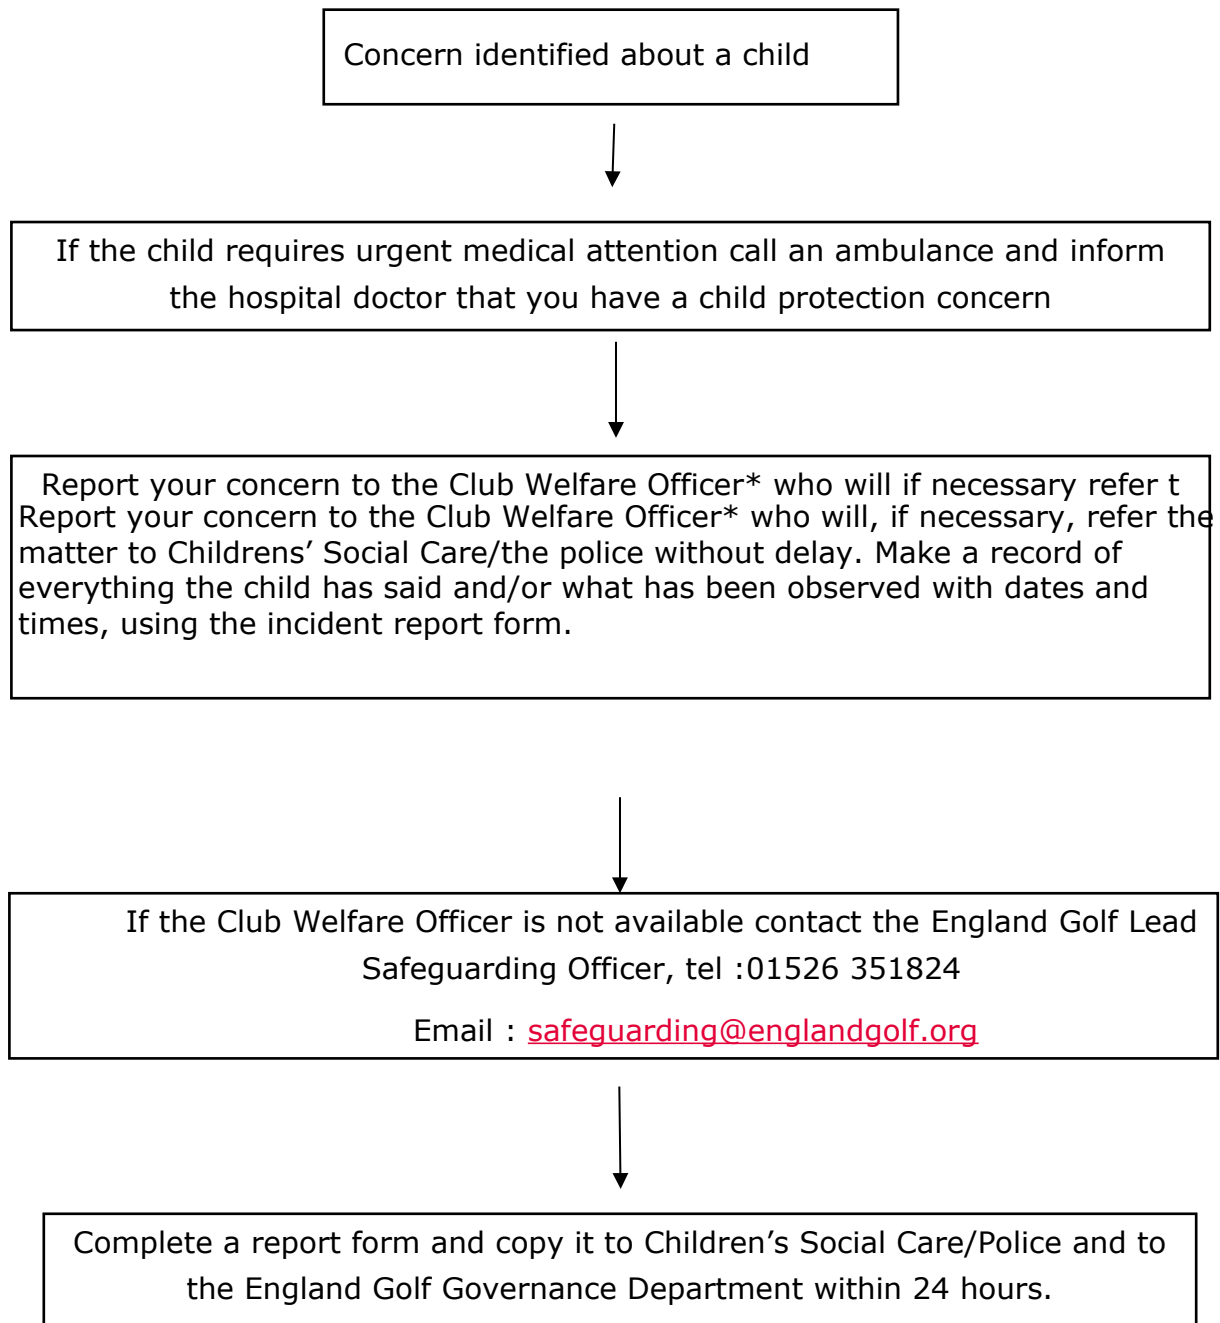 Concern identified about a child
If the child requires urgent medical attention call an ambulance and inform
the hospital doctor that you have a child protection concern
Report your concern to the Club Welfare Officer* who will if necessary refer t
Report your concern to the Club Welfare Officer* who will, if necessary, refer the
matter to Childrens’ Social Care/the police without delay. Make a record of
everything the child has said and/or what has been observed with dates and
times, using the incident report form.
If the Club Welfare Officer is not available contact the England Golf Lead
Safeguarding Officer, tel :01526 351824
Email : safeguarding@englandgolf.org
Complete a report form and copy it to Children’s Social Care/Police and to
the England Golf Governance Department within 24 hours.